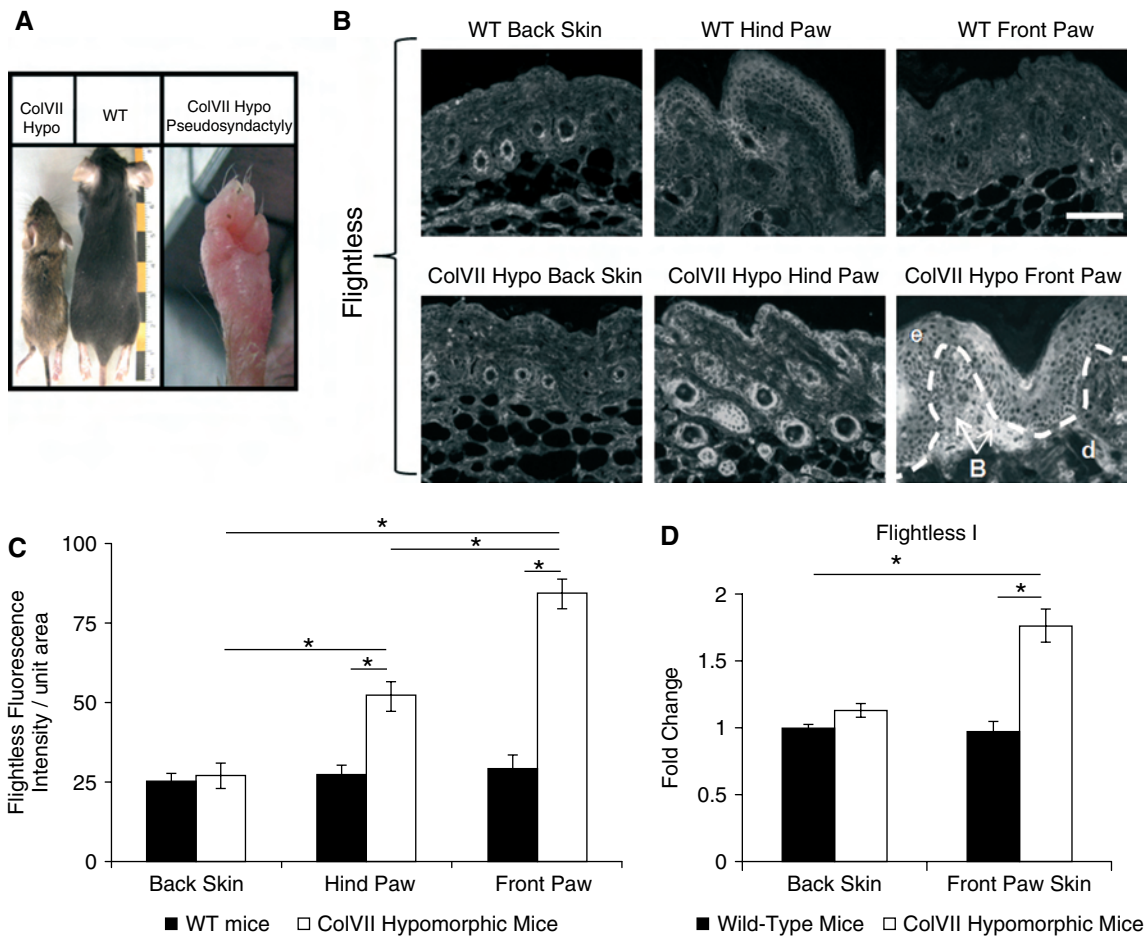 A
ColVII
Hypo
WT
ColVII Hypo
Pseudosyndactyly
B
WT Back Skin
WT Hind Paw
WT Front Paw
Flightless
ColVII Hypo Back Skin
ColVII Hypo Hind Paw
ColVII Hypo Front Paw
e
B
d
C
Flightless Fluorescence
Intensity / unit area
100
75
50
25
0
*
*
*
*
*
Back Skin
Hind Paw
Front Paw
WT mice
ColVII Hypomorphic Mice
D
Flightless I
Fold Change
2
1.5
1
0.5
0
*
*
Back Skin
Front Paw Skin
Wild-Type Mice
ColVII Hypomorphic Mice